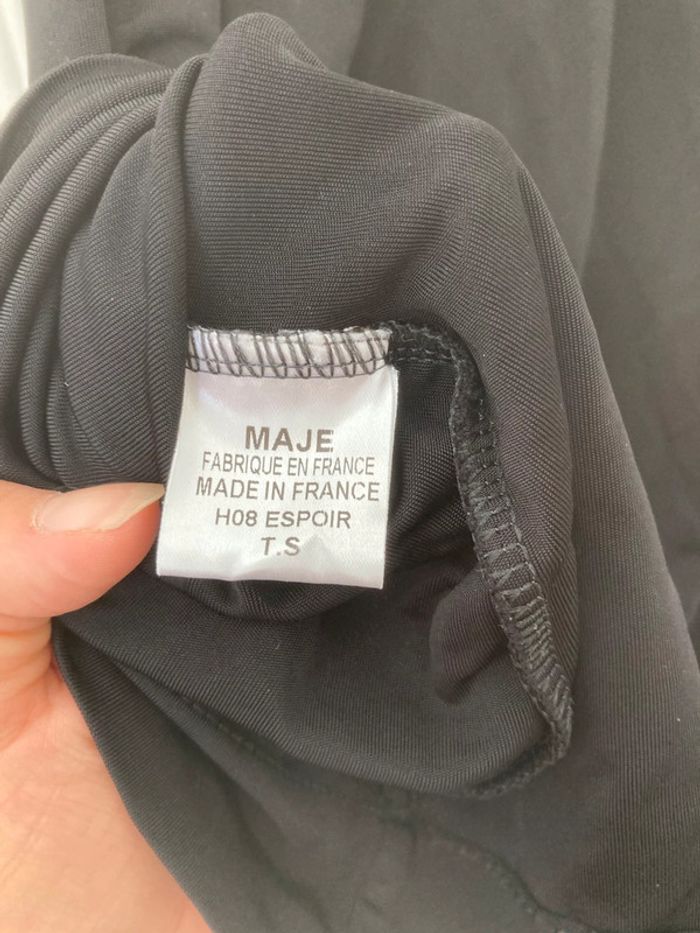 MAJE
FABRIQUE EN FRANCE
MADE IN FRANCE
H08 ESPOIR
T.S